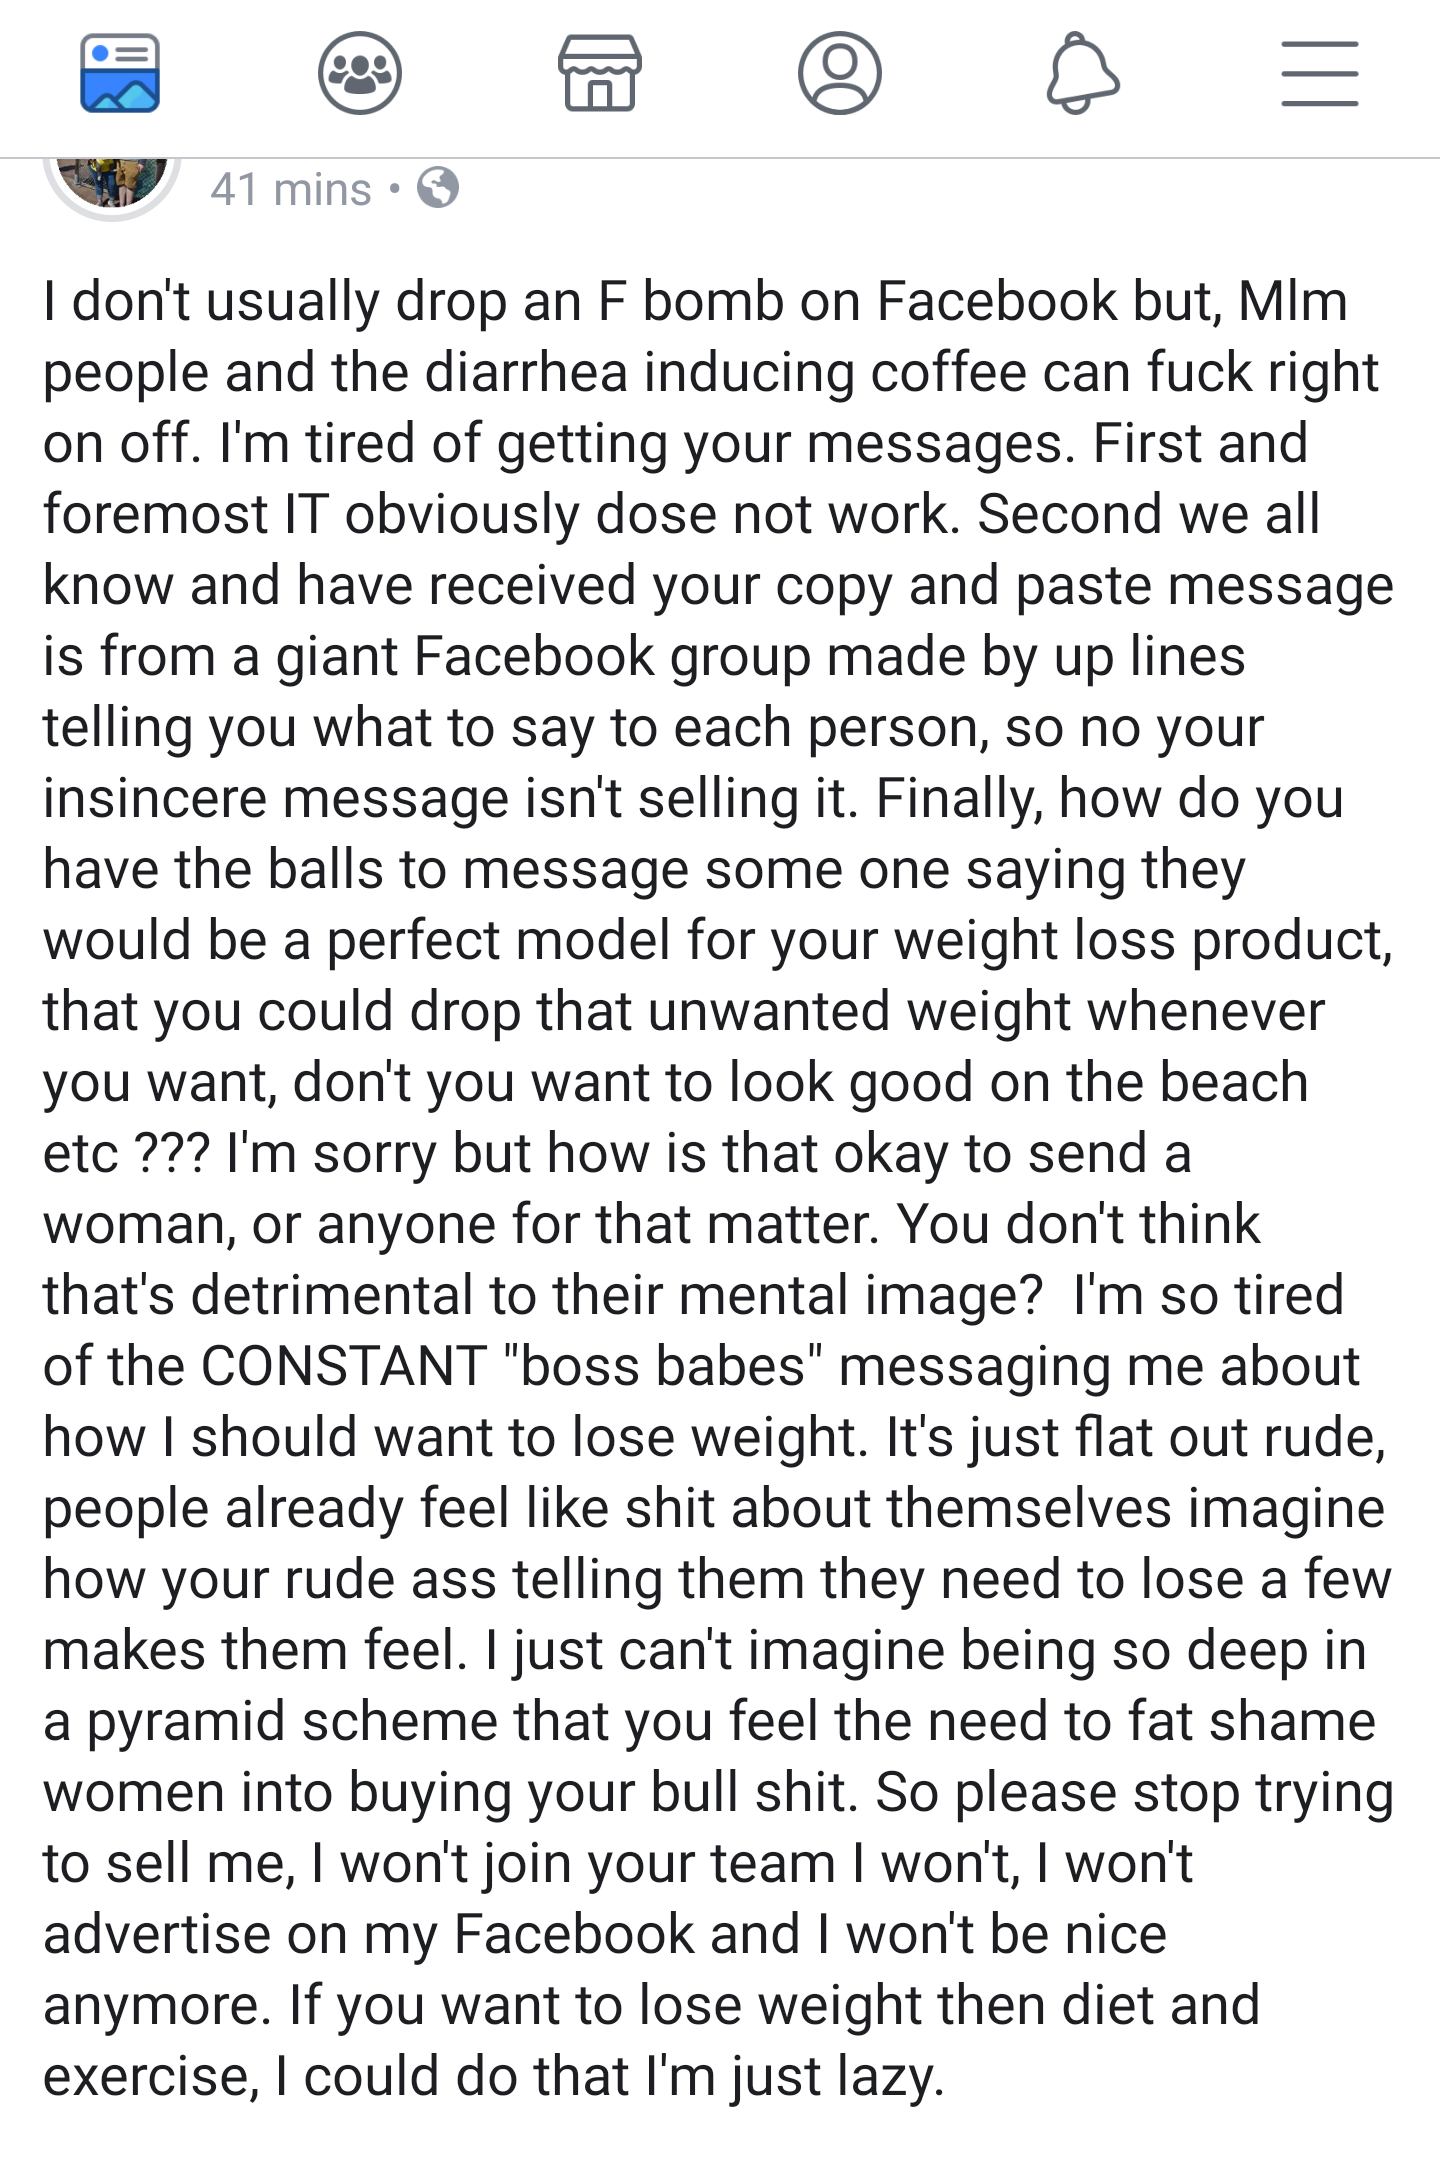 41 mins •
I don't usually drop an F bomb on Facebook but, Mlm
people and the diarrhea inducing coffee can fuck right
on off. I'm tired of getting your messages. First and
foremost IT obviously dose not work. Second we all
know and have received your copy and paste message
is from a giant Facebook group made by up lines
telling you what to say to each person, so no your
insincere message isn't selling it. Finally, how do you
have the balls to message some one saying they
would be a perfect model for your weight loss product,
that you could drop that unwanted weight whenever
you want, don't you want to look good on the beach
etc ??? I'm sorry but how is that okay to send a
woman, or anyone for that matter. You don't think
that's detrimental to their mental image?  I'm so tired
of the CONSTANT "boss babes" messaging me about
how I should want to lose weight. It's just flat out rude,
people already feel like shit about themselves imagine
how your rude ass telling them they need to lose a few
makes them feel. I just can't imagine being so deep in
a pyramid scheme that you feel the need to fat shame
women into buying your bull shit. So please stop trying
to sell me, I won't join your team I won't, I won't
advertise on my Facebook and I won't be nice
anymore. If you want to lose weight then diet and
exercise, I could do that I'm just lazy.